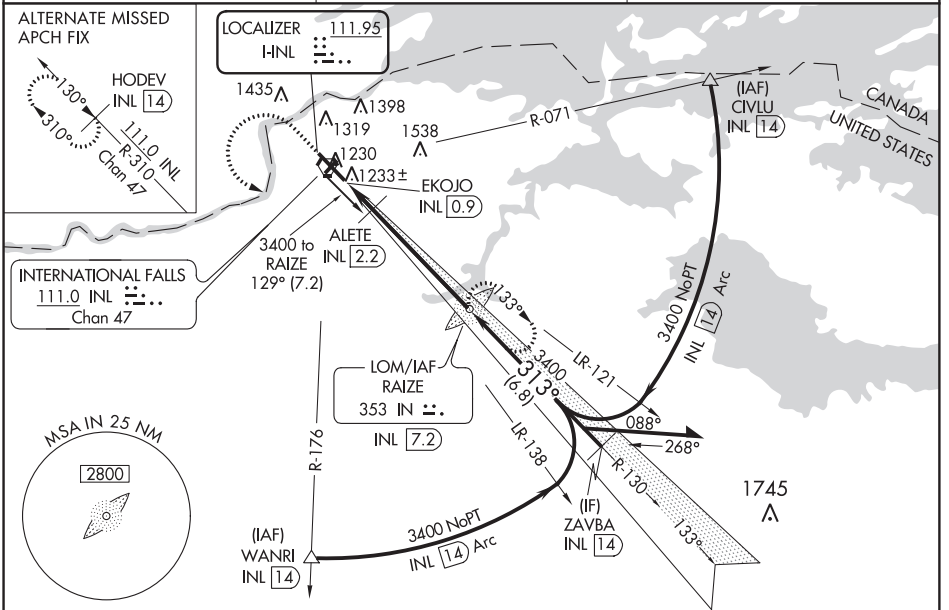 ALTERNATE MISSED
APCH FIX
HODEV
INL 14
130°
310°
111.0 INL
R-310
Chan 47
LOCALIZER 111.95
I-INL
1435
1398
1319
1538
1230
1233±
R-071
(IAF)
CIVLU
INL 14
CANADA
UNITED STATES
EKOJO
INL 0.9
ALETE
INL 2.2
3400 to
RAIZE
129° (7.2)
INTERNATIONAL FALLS
111.0 INL
Chan 47
133°
3400 NoPT
INL 14 Arc
LOM/IAF
RAIZE
353 IN
INL 7.2
3400
313°
(6.8)
LR-121
LR-138
088°
268°
R-130
133°
R-176
MSA IN 25 NM
2800
(IAF)
WANRI
INL 14
3400 NoPT
INL 14 Arc
(IF)
ZAVBA
INL 14
1745